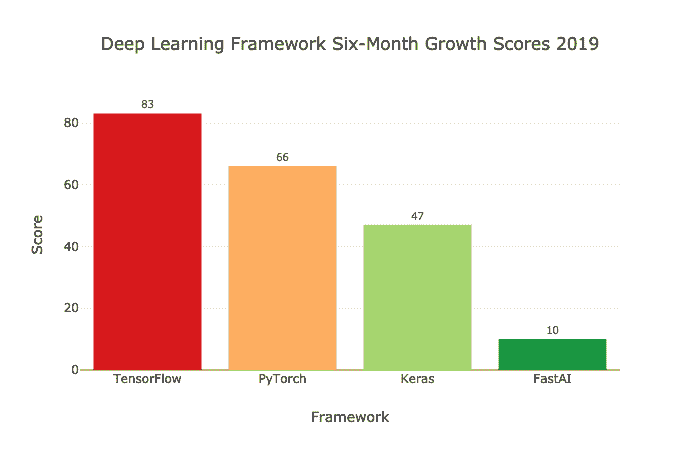 Deep Learning Framework Six-Month Growth Scores 2019
83
80
66
60
47
40
20
10
0
Score
TensorFlow PyTorch Keras FastAI
Framework